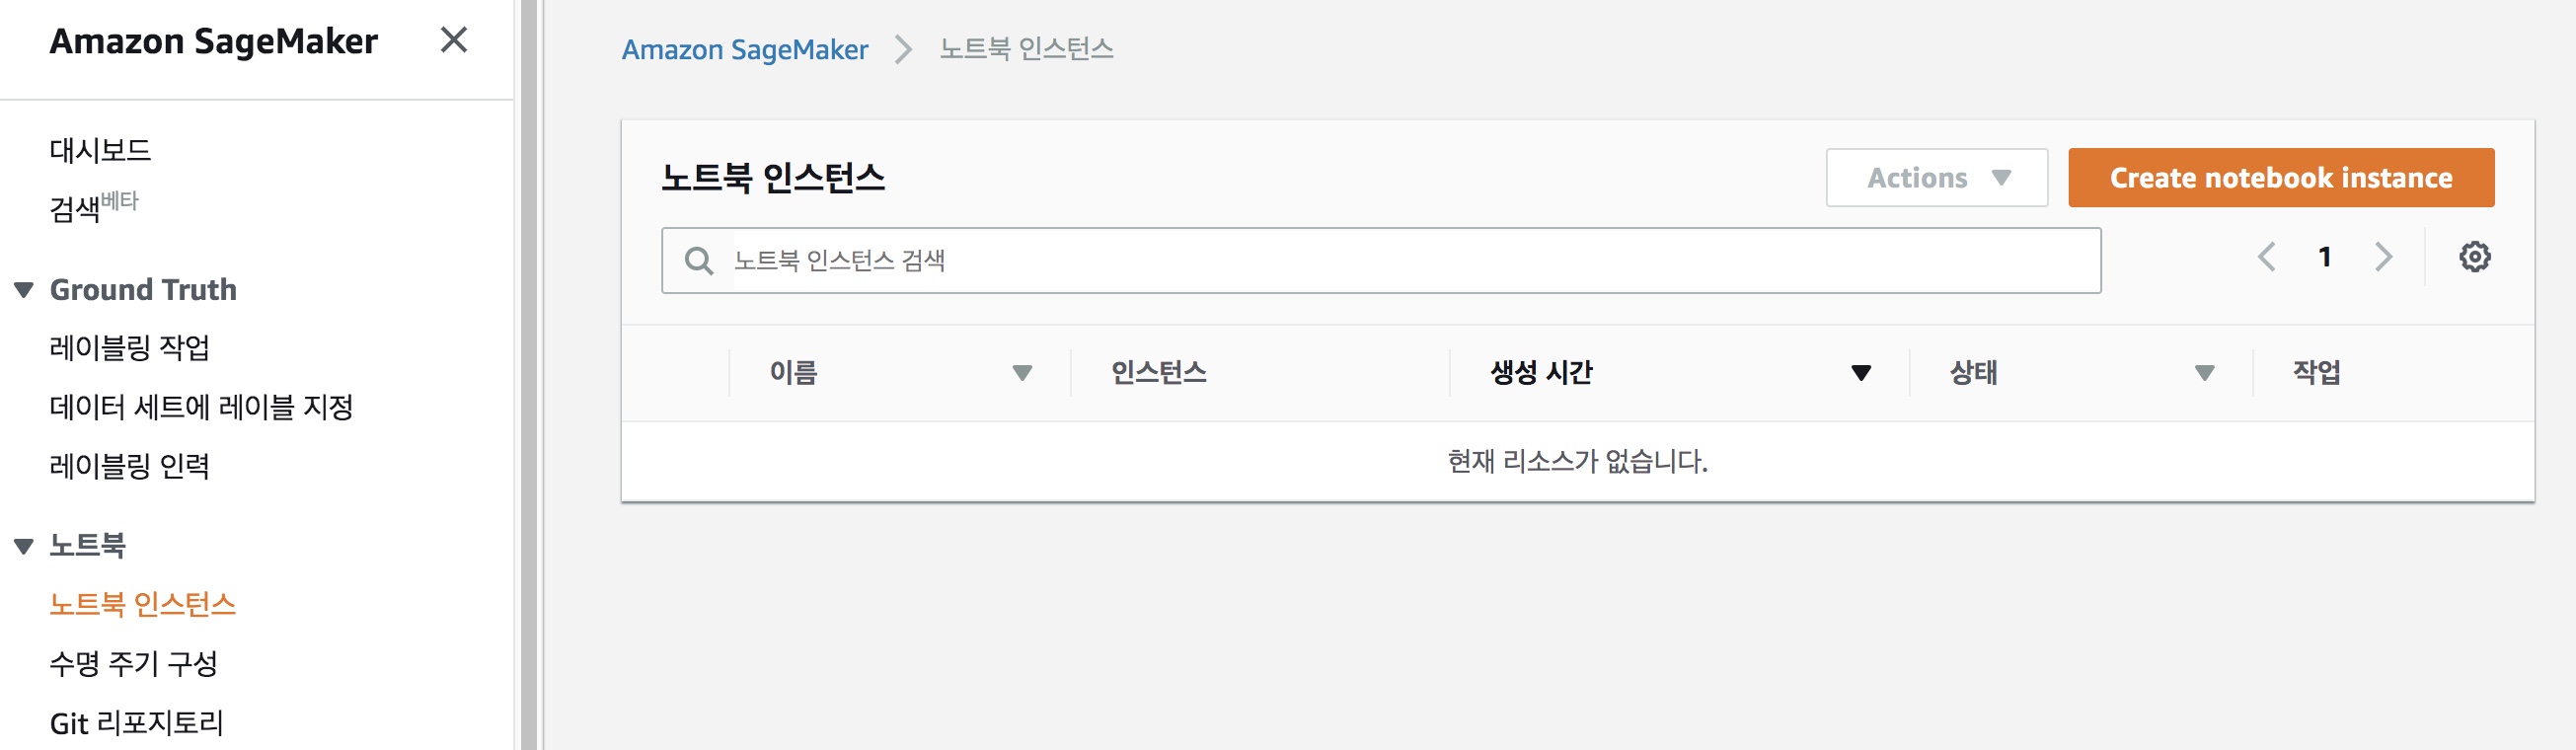 Amazon SageMaker
대시보드
검색베타
Ground Truth
레이블링 작업
데이터 세트에 레이블 지정
레이블링 인력
노트북
노트북 인스턴스
수명 주기 구성
Git 리포지토리
Amazon SageMaker 노트북 인스턴스
노트북 인스턴스 Actions Create notebook instance
노트북 인스턴스 검색 1
이름 인스턴스 생성 시간 상태 작업
현재 리소스가 없습니다.